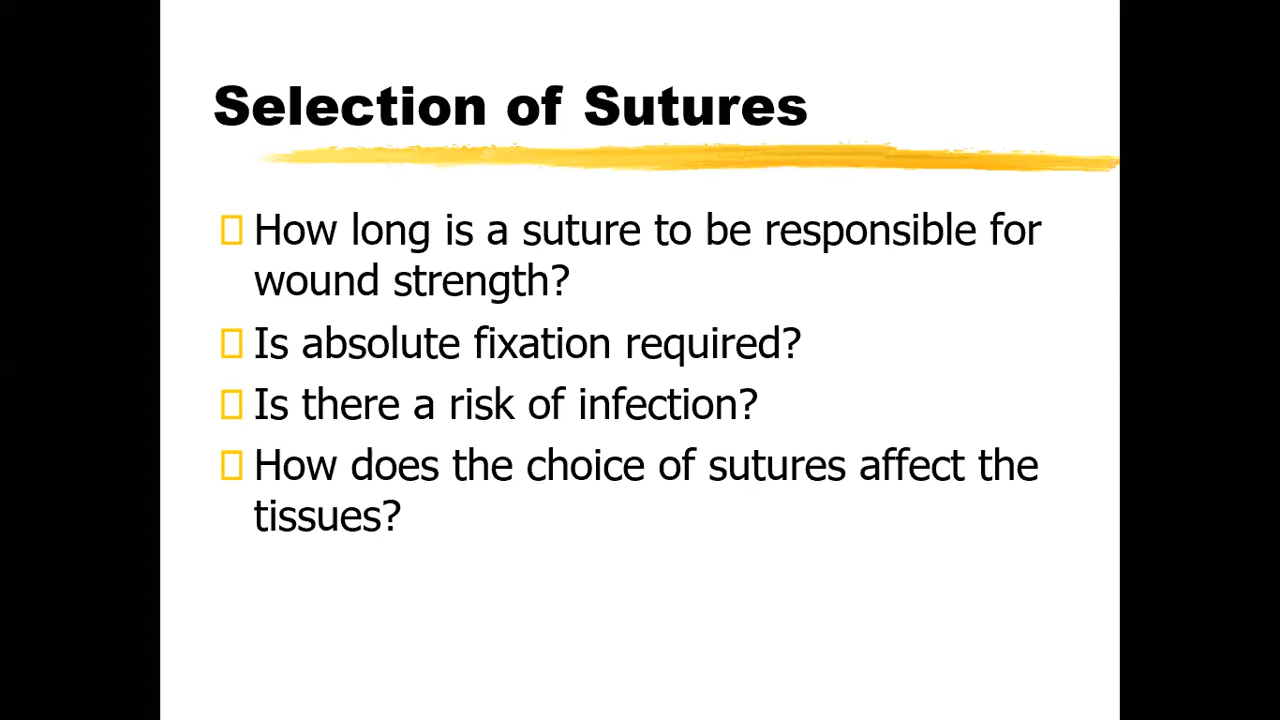 Selection of Sutures
How long is a suture to be responsible for
wound strength?
Is absolute fixation required?
Is there a risk of infection?
How does the choice of sutures affect the
tissues?